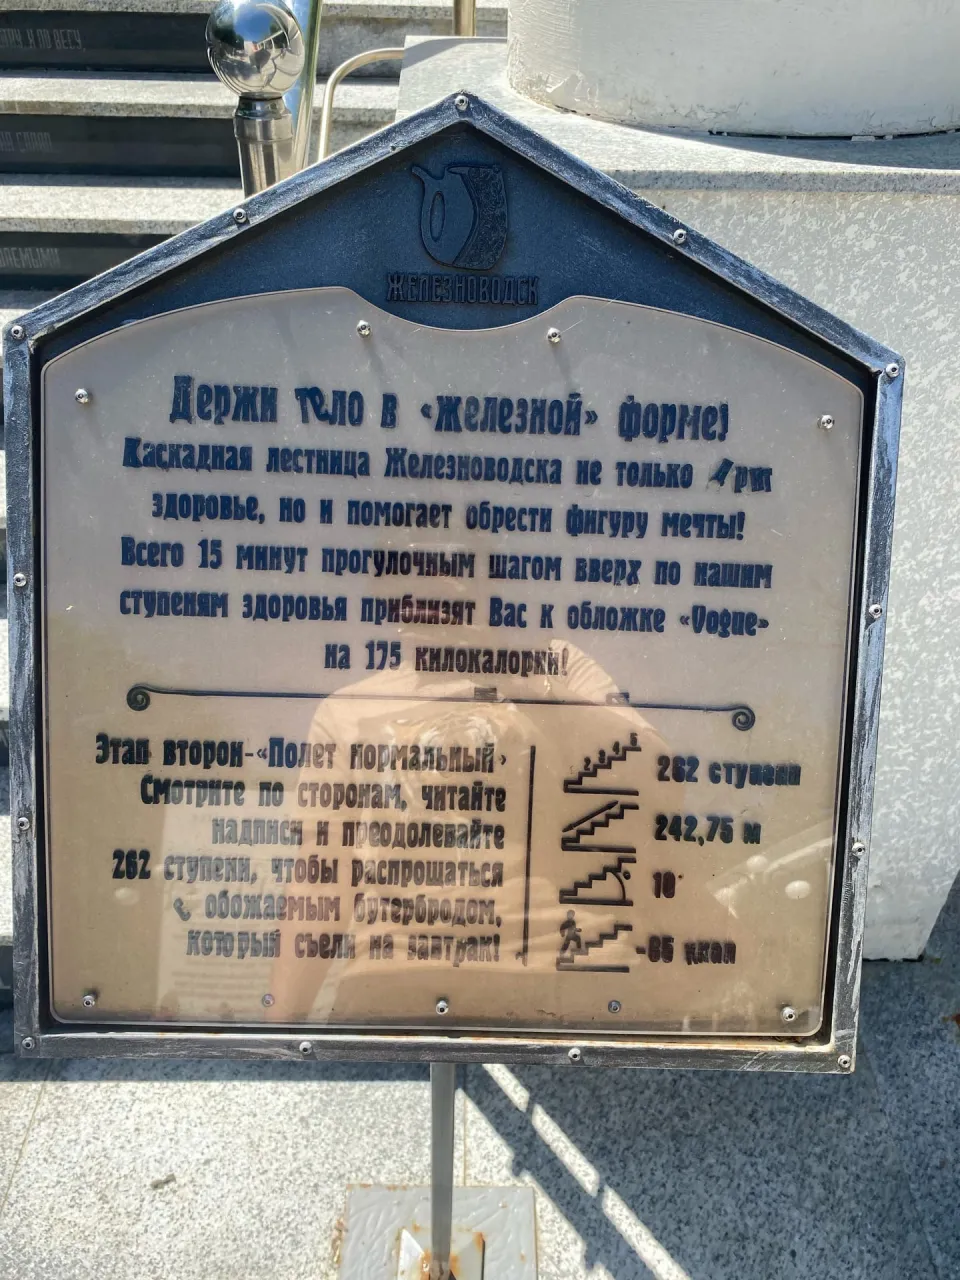 ЖЕЛЕЗНОВОДСК
Держи тело в «железной» форме!
Каскадная лестница Железноводска не только дарит
здоровье, но и помогает обрести фигуру мечты!
Всего 15 минут прогулочным шагом вверх по нашим
ступеням здоровья приблизят Вас к обложке «Vogue»
на 175 килокалорий!
Этап второй-«Полет нормальный»
Смотрите по сторонам, читайте
надписи и преодолевайте
262 ступени, чтобы распрощаться
с обожаемым бутербродом,
который съели на завтрак!
262 ступени
242,75 м
10
-85 ккал